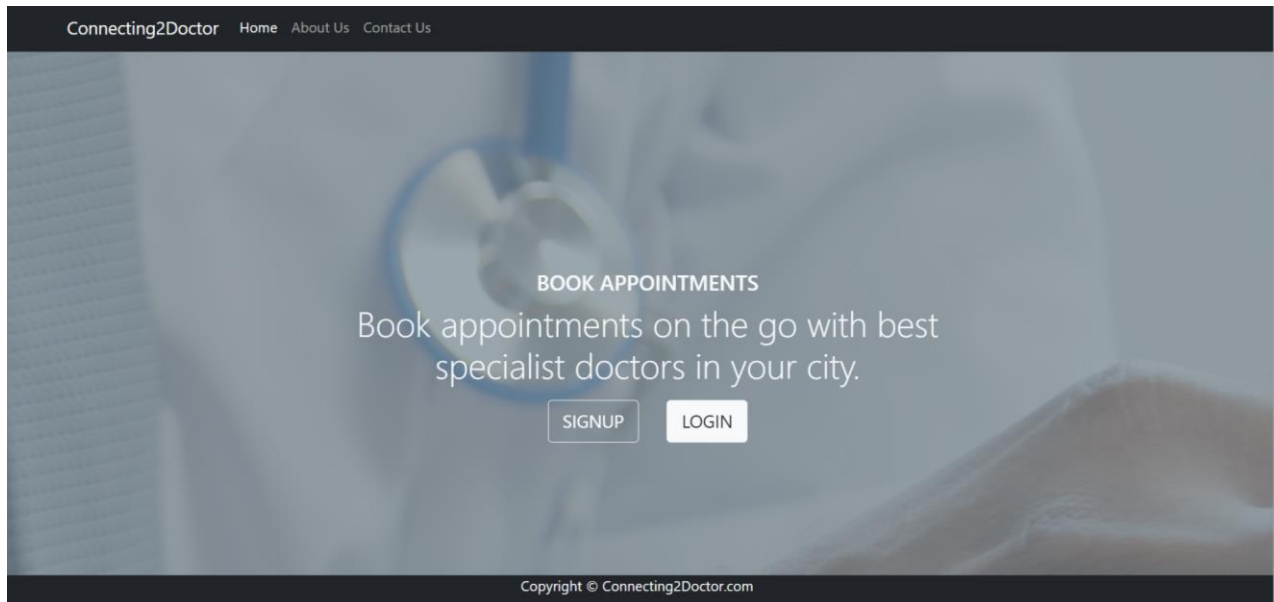 Connecting2Doctor Home About Us Contact Us
BOOK APPOINTMENTS
Book appointments on the go with best
specialist doctors in your city.
SIGNUP LOGIN
Copyright © Connecting2Doctor.com